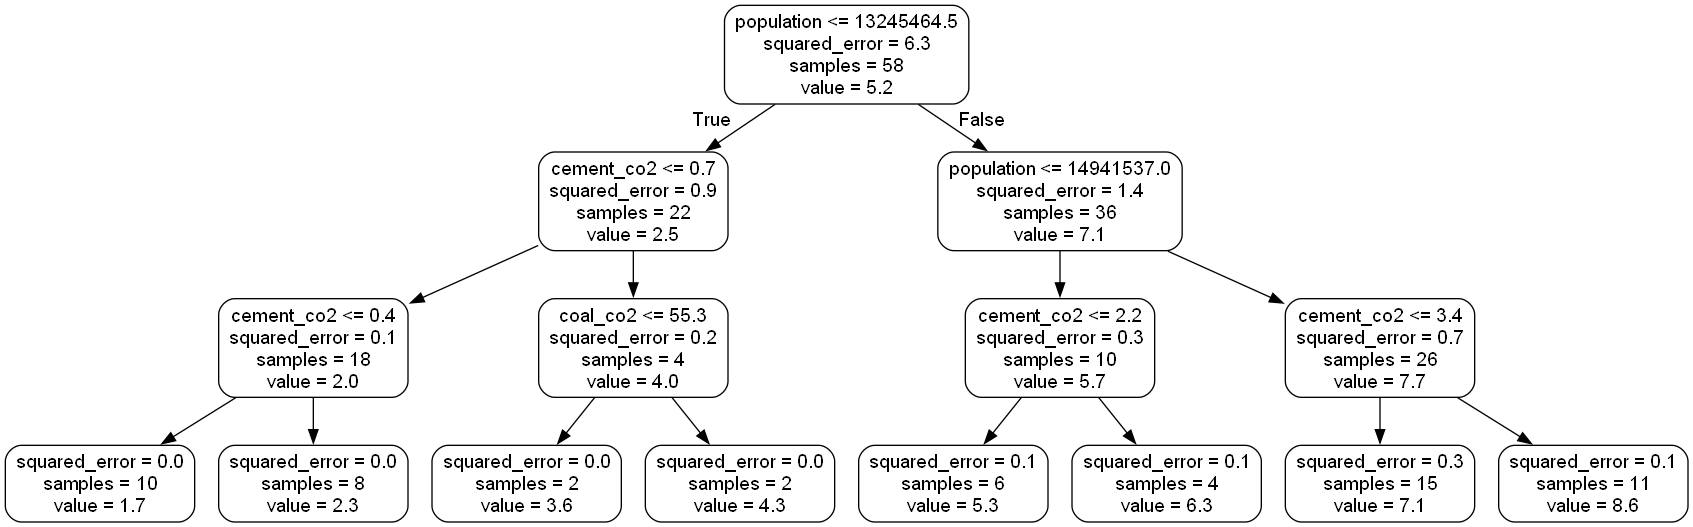 population <= 13245464.5
squared_error = 6.3
samples = 58
value = 5.2
True
False
cement_co2 <= 0.7
squared_error = 0.9
samples = 22
value = 2.5
population <= 14941537.0
squared_error = 1.4
samples = 36
value = 7.1
cement_co2 <= 0.4
squared_error = 0.1
samples = 18
value = 2.0
coal_co2 <= 55.3
squared_error = 0.2
samples = 4
value = 4.0
cement_co2 <= 2.2
squared_error = 0.3
samples = 10
value = 5.7
cement_co2 <= 3.4
squared_error = 0.7
samples = 26
value = 7.7
squared_error = 0.0
samples = 10
value = 1.7
squared_error = 0.0
samples = 8
value = 2.3
squared_error = 0.0
samples = 2
value = 3.6
squared_error = 0.0
samples = 2
value = 4.3
squared_error = 0.1
samples = 6
value = 5.3
squared_error = 0.1
samples = 4
value = 6.3
squared_error = 0.3
samples = 15
value = 7.1
squared_error = 0.1
samples = 11
value = 8.6